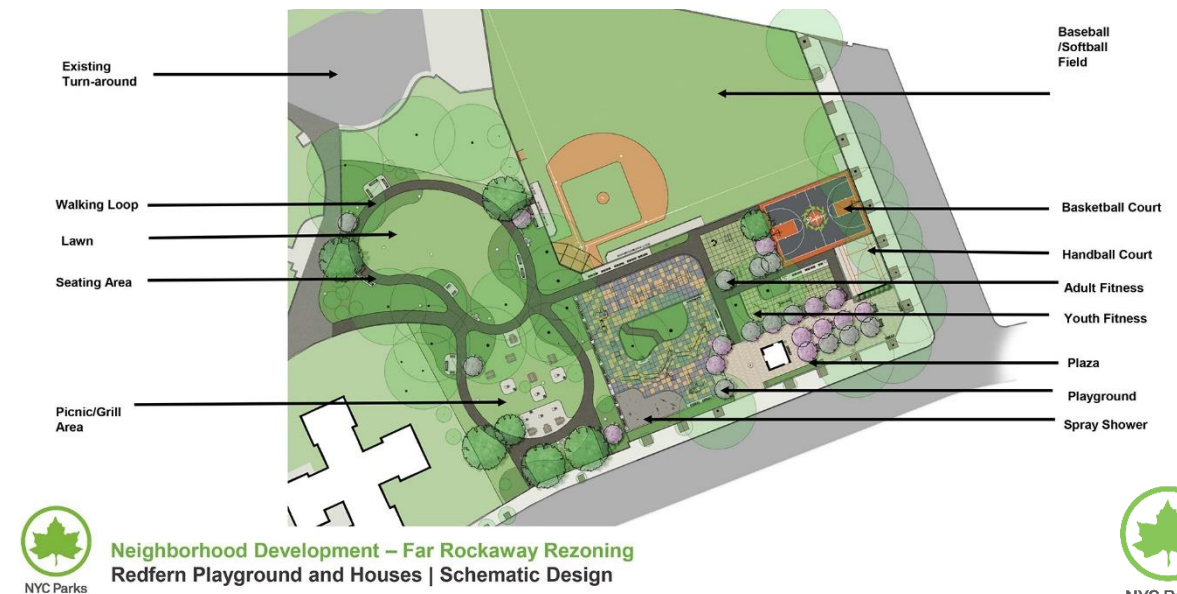 Existing
Turn-around
Walking Loop
Lawn
Seating Area
Picnic/Grill
Area
Baseball
/Softball
Field
Basketball Court
Handball Court
Adult Fitness
Youth Fitness
Plaza
Playground
Spray Shower
NYC Parks
Neighborhood Development – Far Rockaway Rezoning
Redfern Playground and Houses | Schematic Design